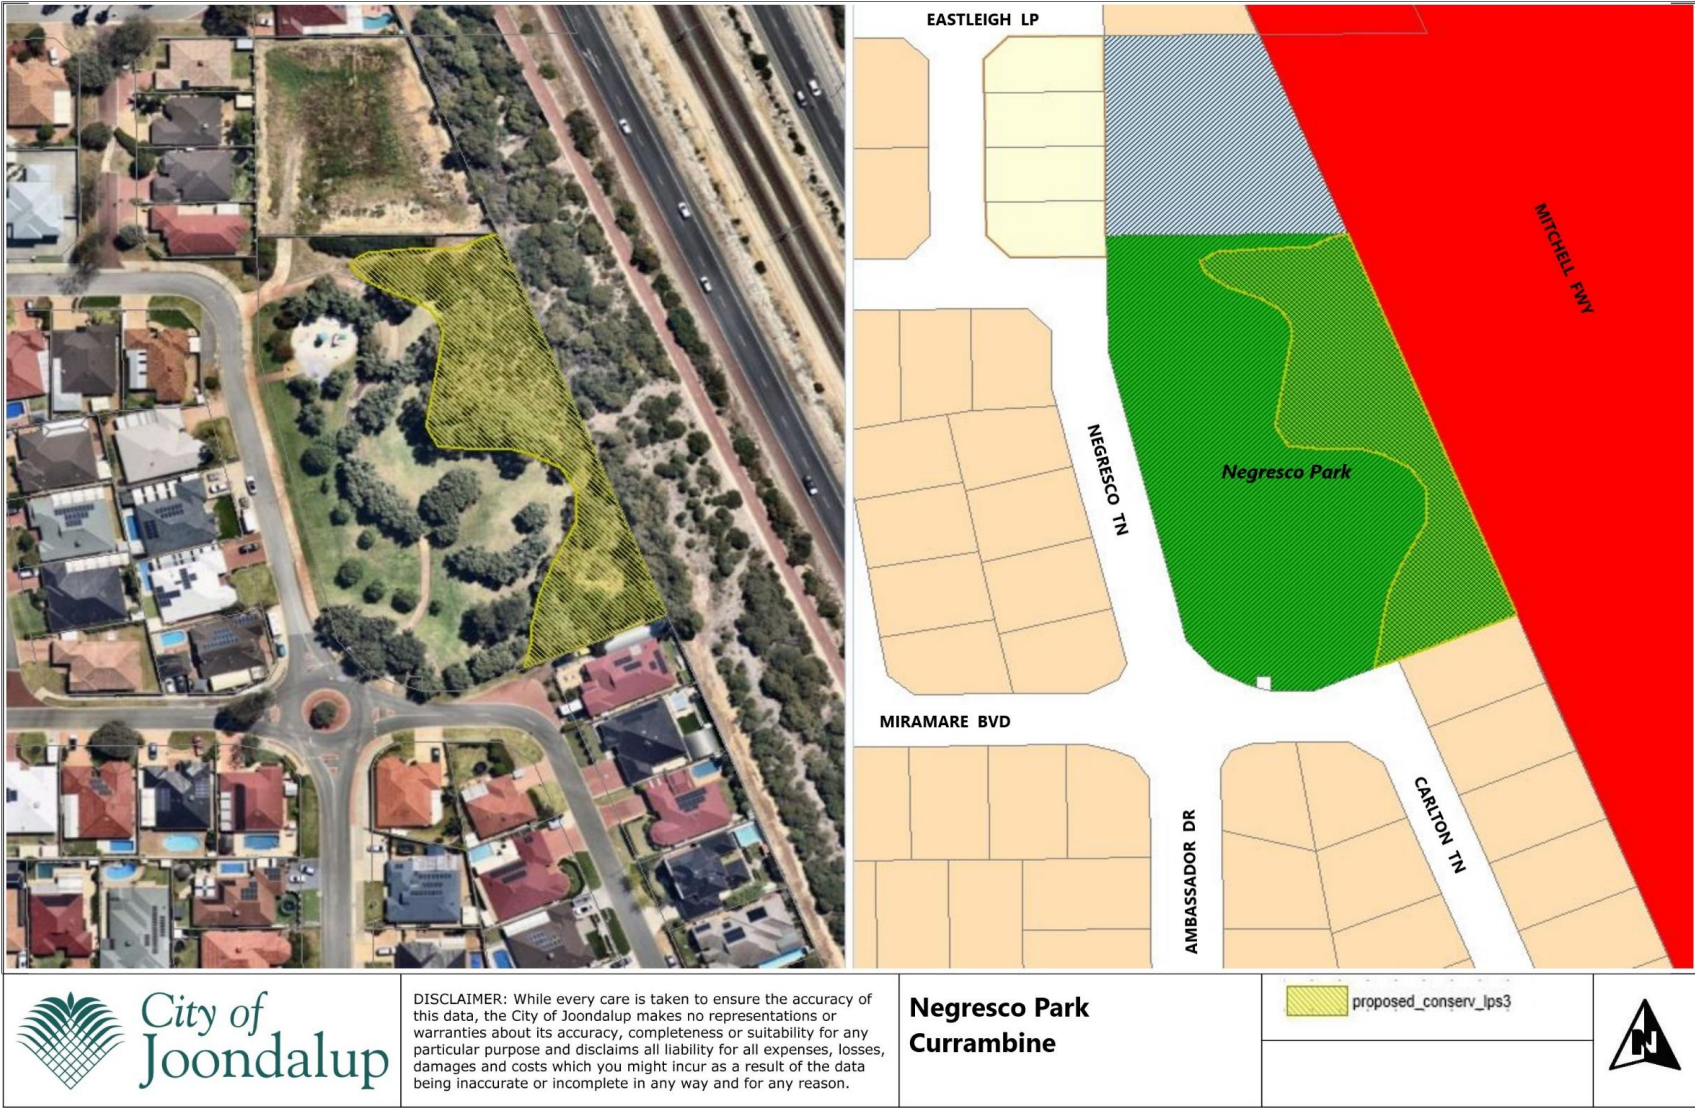 EASTLEIGH LP
MITCHELL FWY
NEGRESCO TN
Negresco Park
MIRAMARE BVD
AMBASSADOR DR
CARLTON TN
City of
Joondalup
DISCLAIMER: While every care is taken to ensure the accuracy of
this data, the City of Joondalup makes no representations or
warranties about its accuracy, completeness or suitability for any
particular purpose and disclaims all liability for all expenses, losses,
damages and costs which you might incur as a result of the data
being inaccurate or incomplete in any way and for any reason.
Negresco Park
Currambine
proposed_conserv_lps3
N